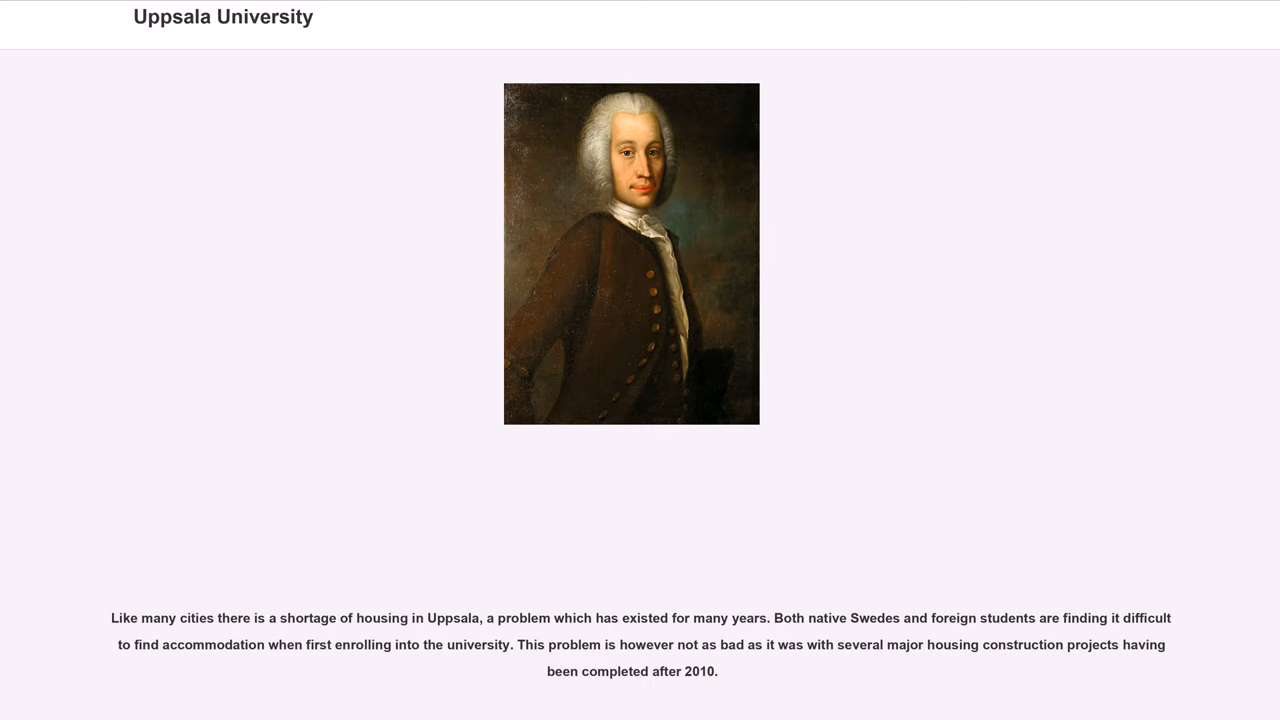 Uppsala University
Like many cities there is a shortage of housing in Uppsala, a problem which has existed for many years. Both native Swedes and foreign students are finding it difficult
to find accommodation when first enrolling into the university. This problem is however not as bad as it was with several major housing construction projects having
been completed after 2010.